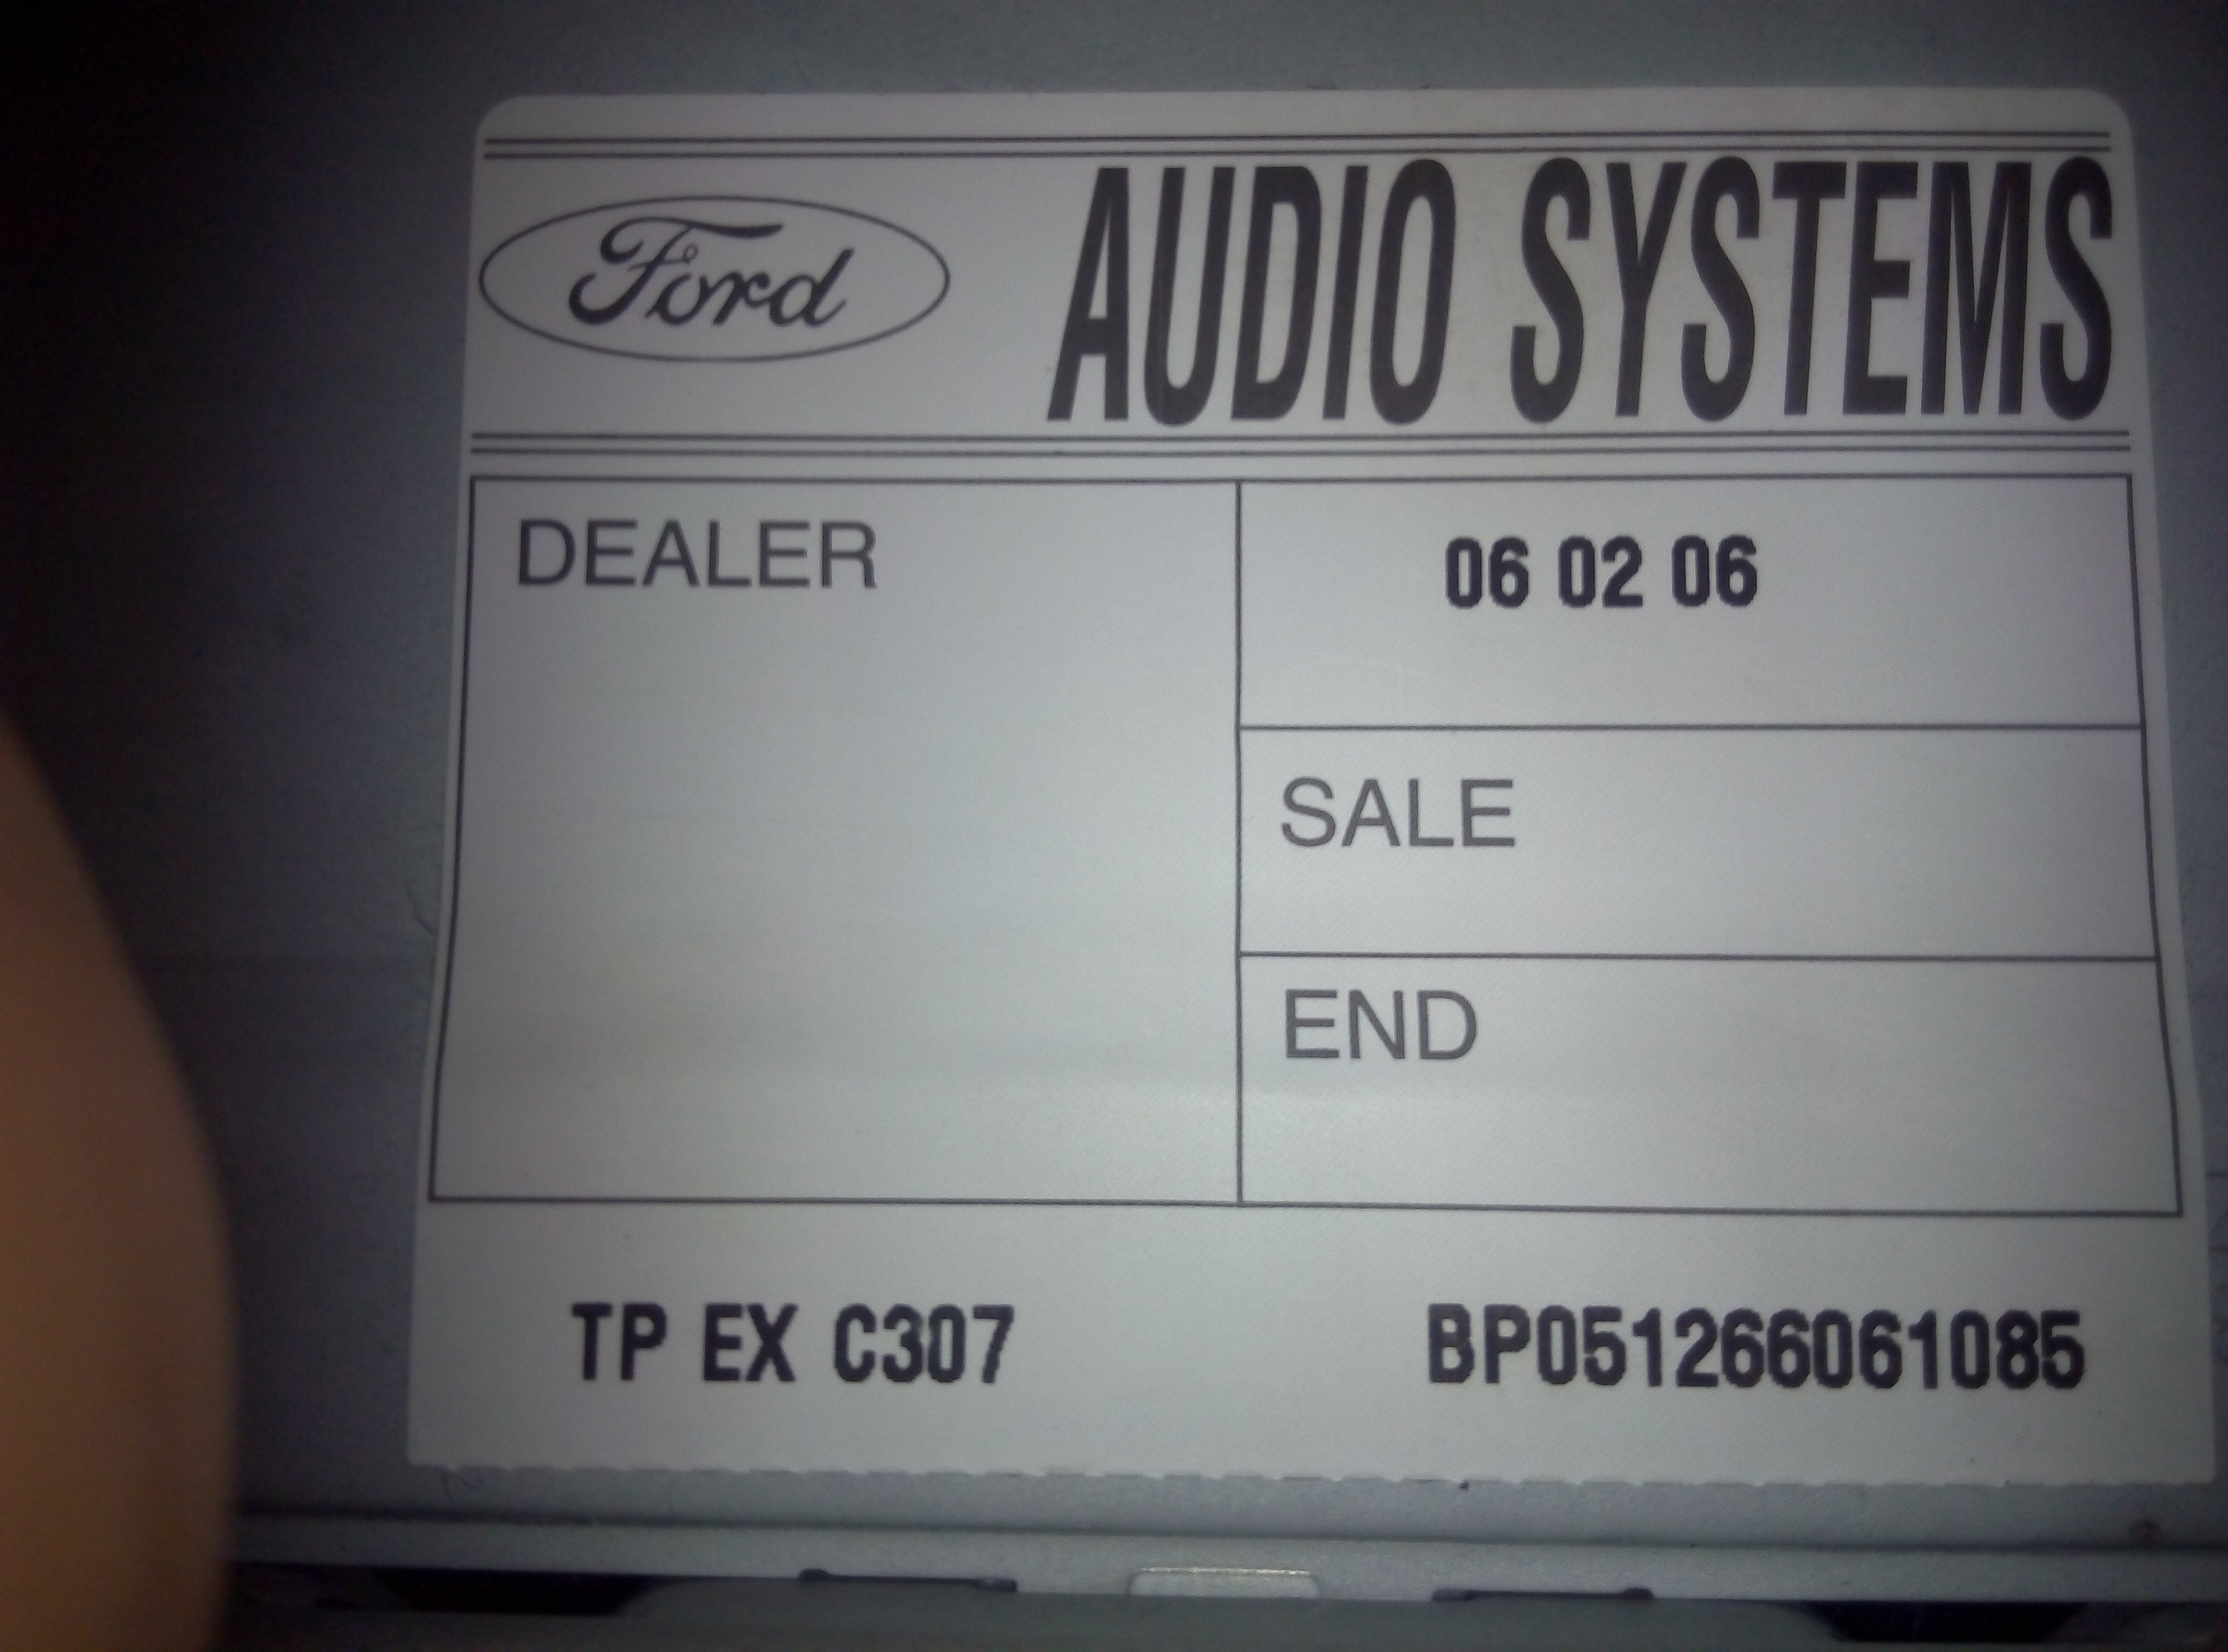 Ford AUDIO SYSTEMS
DEALER
06 02 06
SALE
END
TP EX C307 BP051266061085